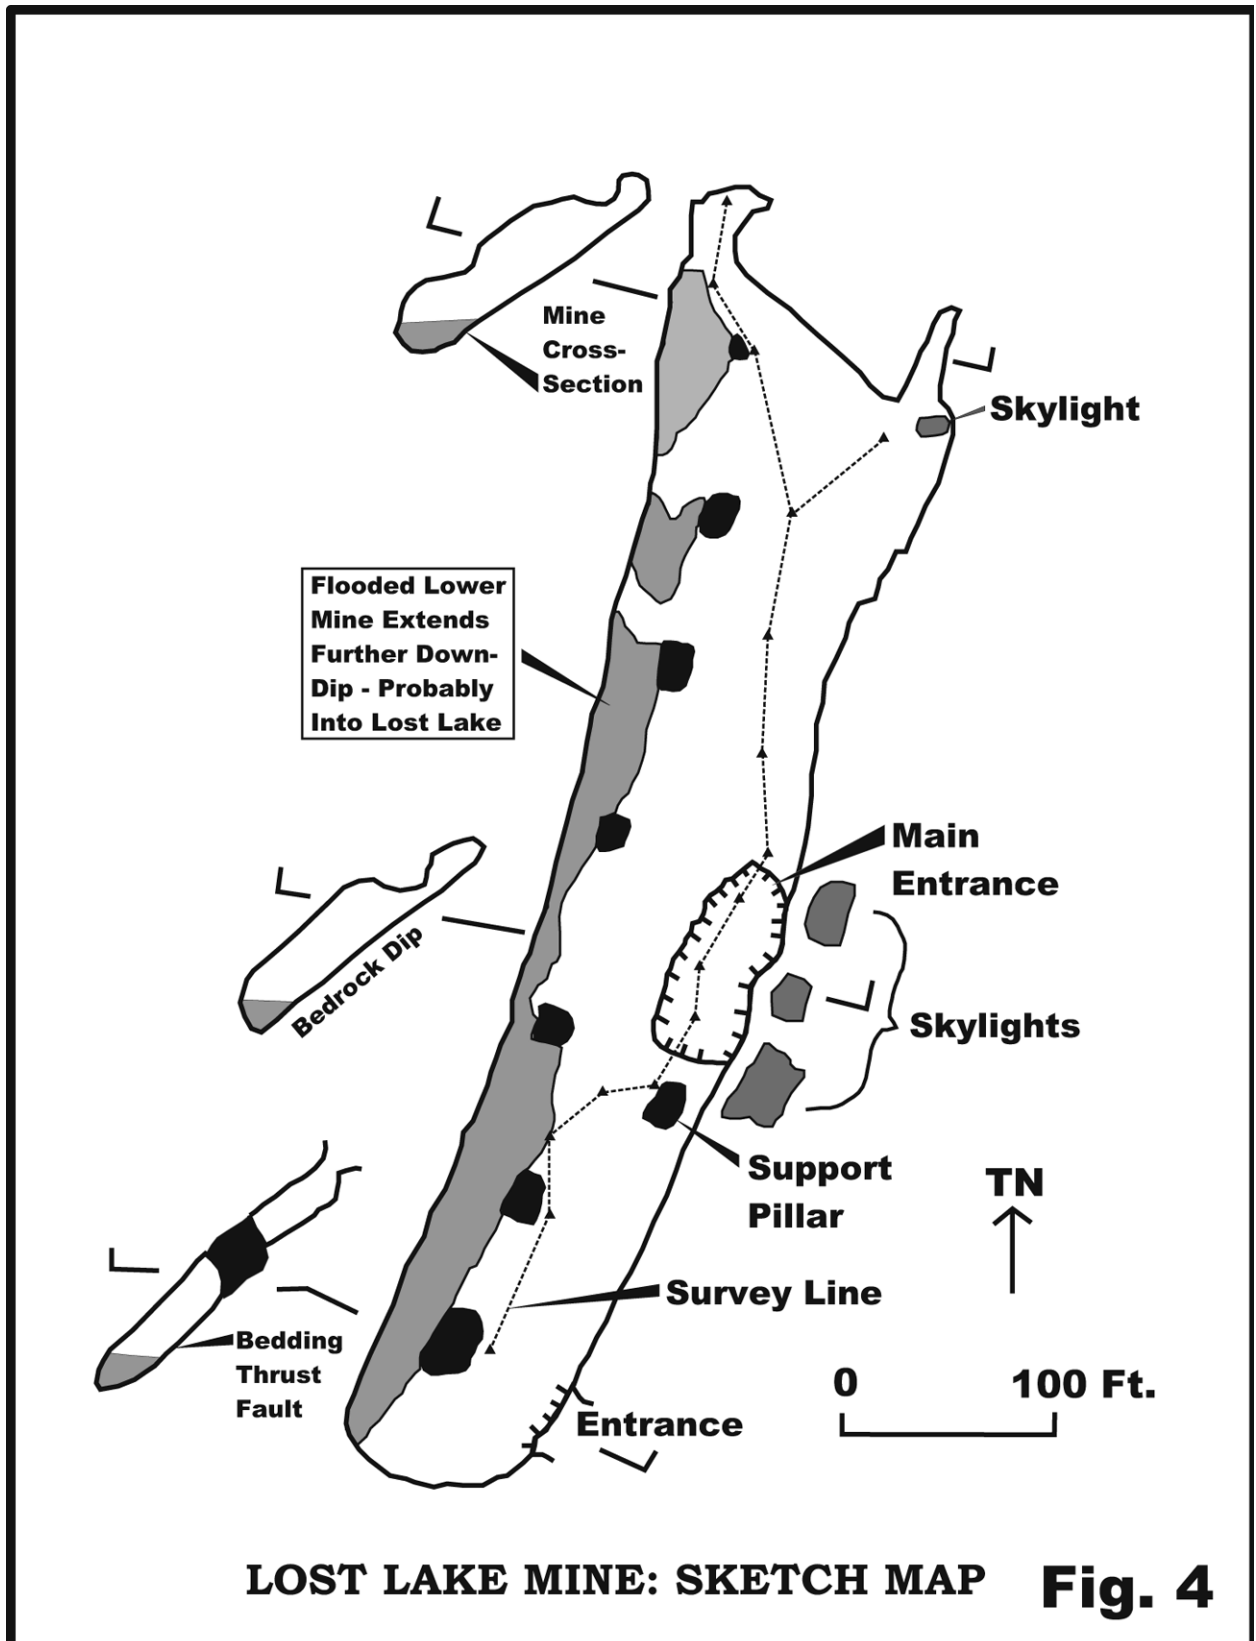 Mine
Cross-
Section
Skylight
Flooded Lower
Mine Extends
Further Down-
Dip - Probably
Into Lost Lake
Main
Entrance
Bedrock Dip
Skylights
Support
Pillar
TN
Survey Line
Bedding
Thrust
Fault
0 100 Ft.
Entrance
LOST LAKE MINE: SKETCH MAP Fig. 4